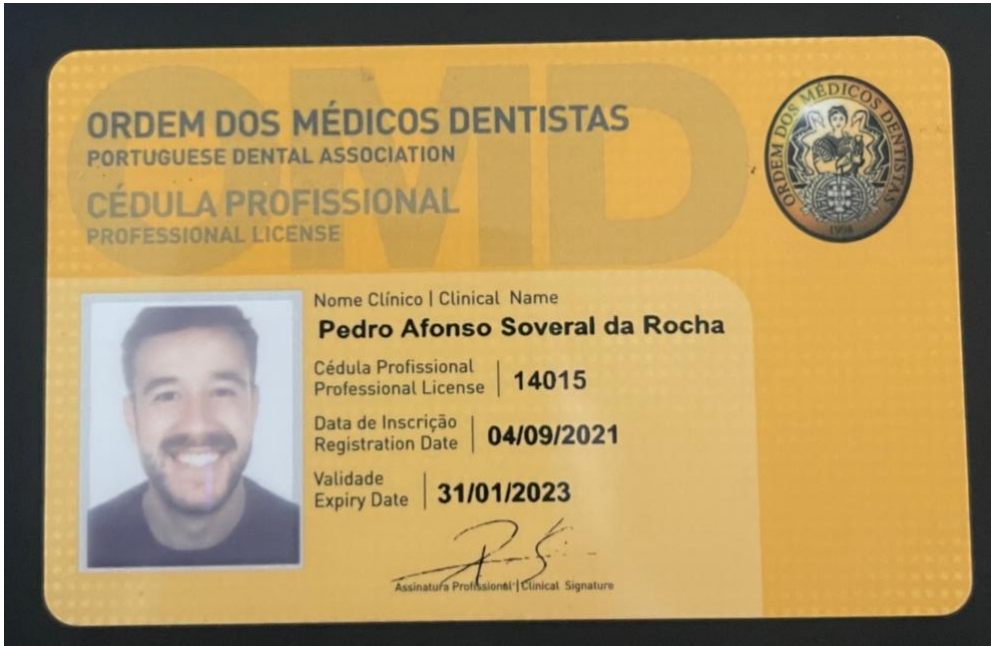 ORDEM DOS MÉDICOS DENTISTAS
PORTUGUESE DENTAL ASSOCIATION
CÉDULA PROFISSIONAL
PROFESSIONAL LICENSE
OMD
ORDEM DOS MÉDICOS DENTISTAS
1998
Nome Clínico | Clinical Name
Pedro Afonso Soveral da Rocha
Cédula Profissional
Professional License | 14015
Data de Inscrição
Registration Date | 04/09/2021
Validade
Expiry Date | 31/01/2023
Assinatura Profissional | Clinical Signature